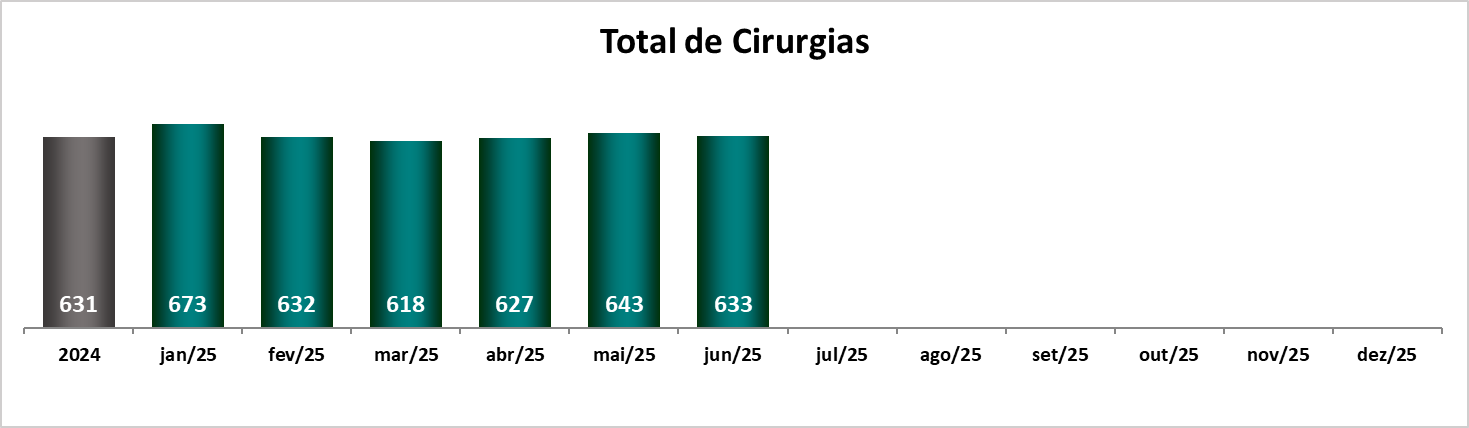 Total de Cirurgias
631 673 632 618 627 643 633
2024 jan/25 fev/25 mar/25 abr/25 mai/25 jun/25 jul/25 ago/25 set/25 out/25 nov/25 dez/25